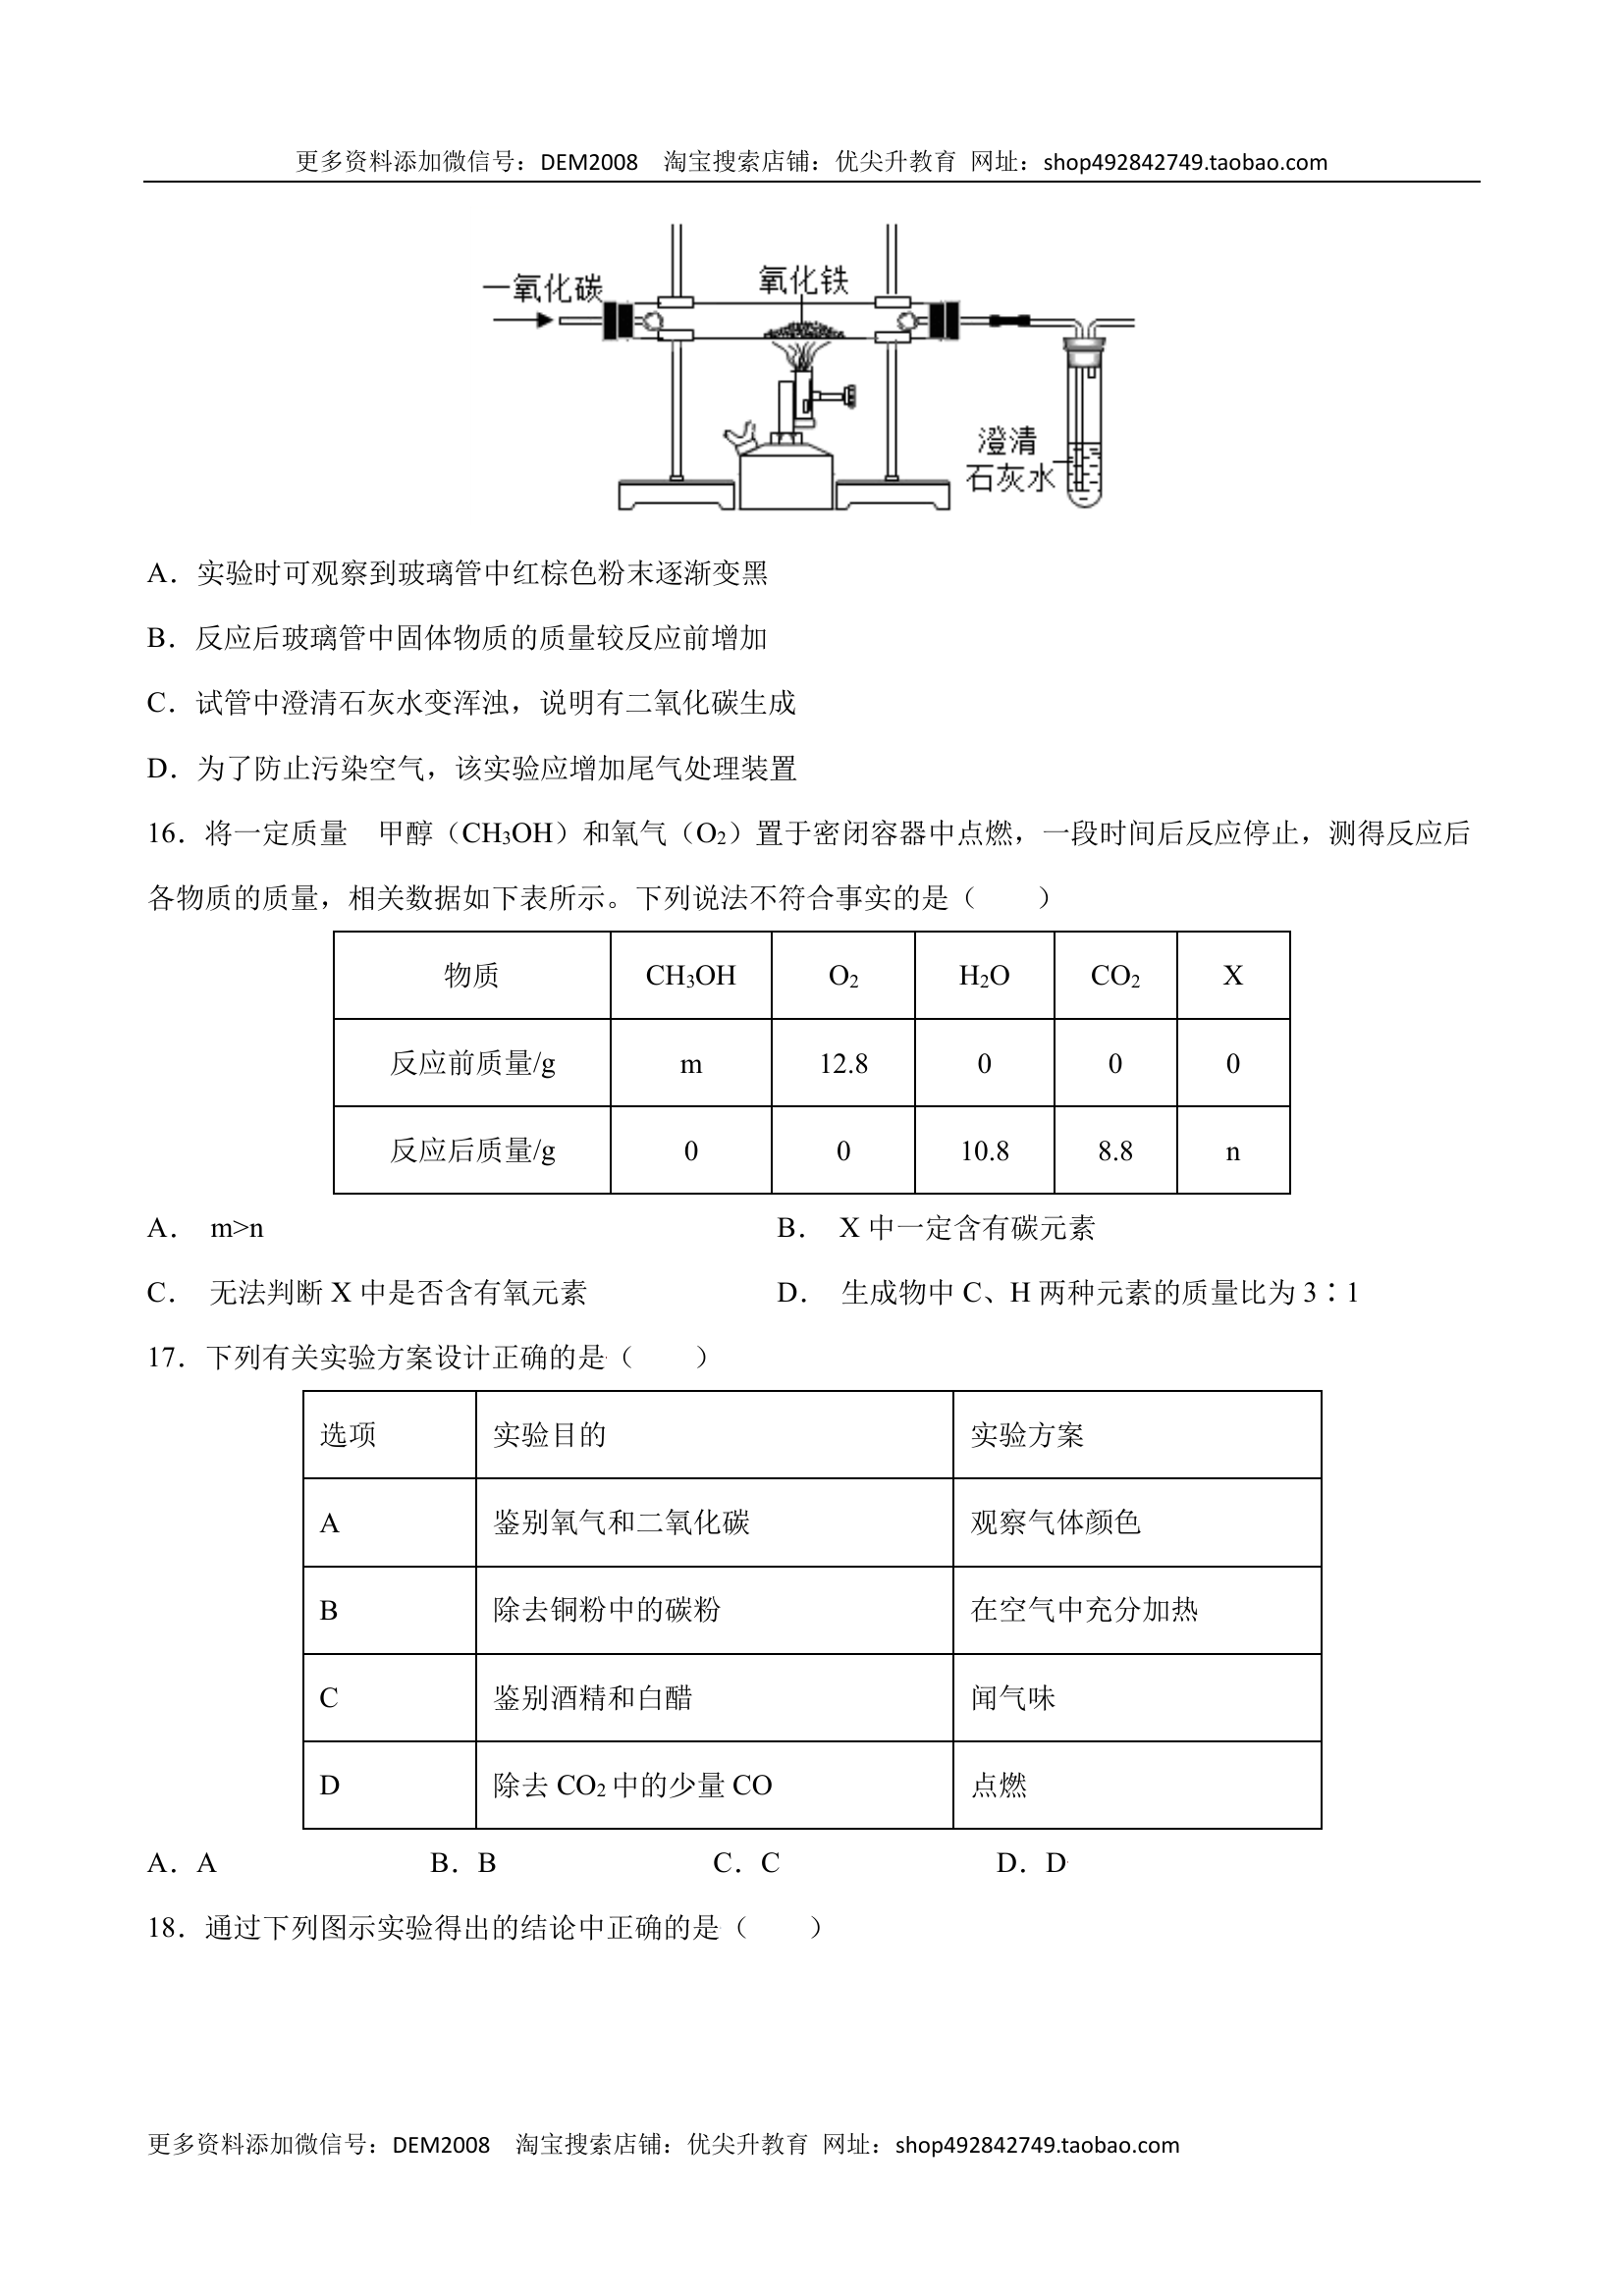 更多资料添加微信号：DEM2008 淘宝搜索店铺：优尖升教育 网址：shop492842749.taobao.com
一氧化碳
氧化铁
澄清
石灰水
A．实验时可观察到玻璃管中红棕色粉末逐渐变黑
B．反应后玻璃管中固体物质的质量较反应前增加
C．试管中澄清石灰水变浑浊，说明有二氧化碳生成
D．为了防止污染空气，该实验应增加尾气处理装置
16．将一定质量 甲醇（CH₃OH）和氧气（O₂）置于密闭容器中点燃，一段时间后反应停止，测得反应后
各物质的质量，相关数据如下表所示。下列说法不符合事实的是（ ）
物质 CH₃OH O₂ H₂O CO₂ X
反应前质量/g m 12.8 0 0 0
反应后质量/g 0 0 10.8 8.8 n
A． m>n B． X 中一定含有碳元素
C． 无法判断 X 中是否含有氧元素 D． 生成物中 C、H 两种元素的质量比为 3∶1
17．下列有关实验方案设计正确的是（ ）
选项 实验目的 实验方案
A 鉴别氧气和二氧化碳 观察气体颜色
B 除去铜粉中的碳粉 在空气中充分加热
C 鉴别酒精和白醋 闻气味
D 除去 CO₂中的少量 CO 点燃
A．A B．B C．C D．D
18．通过下列图示实验得出的结论中正确的是（ ）
更多资料添加微信号：DEM2008 淘宝搜索店铺：优尖升教育 网址：shop492842749.taobao.com